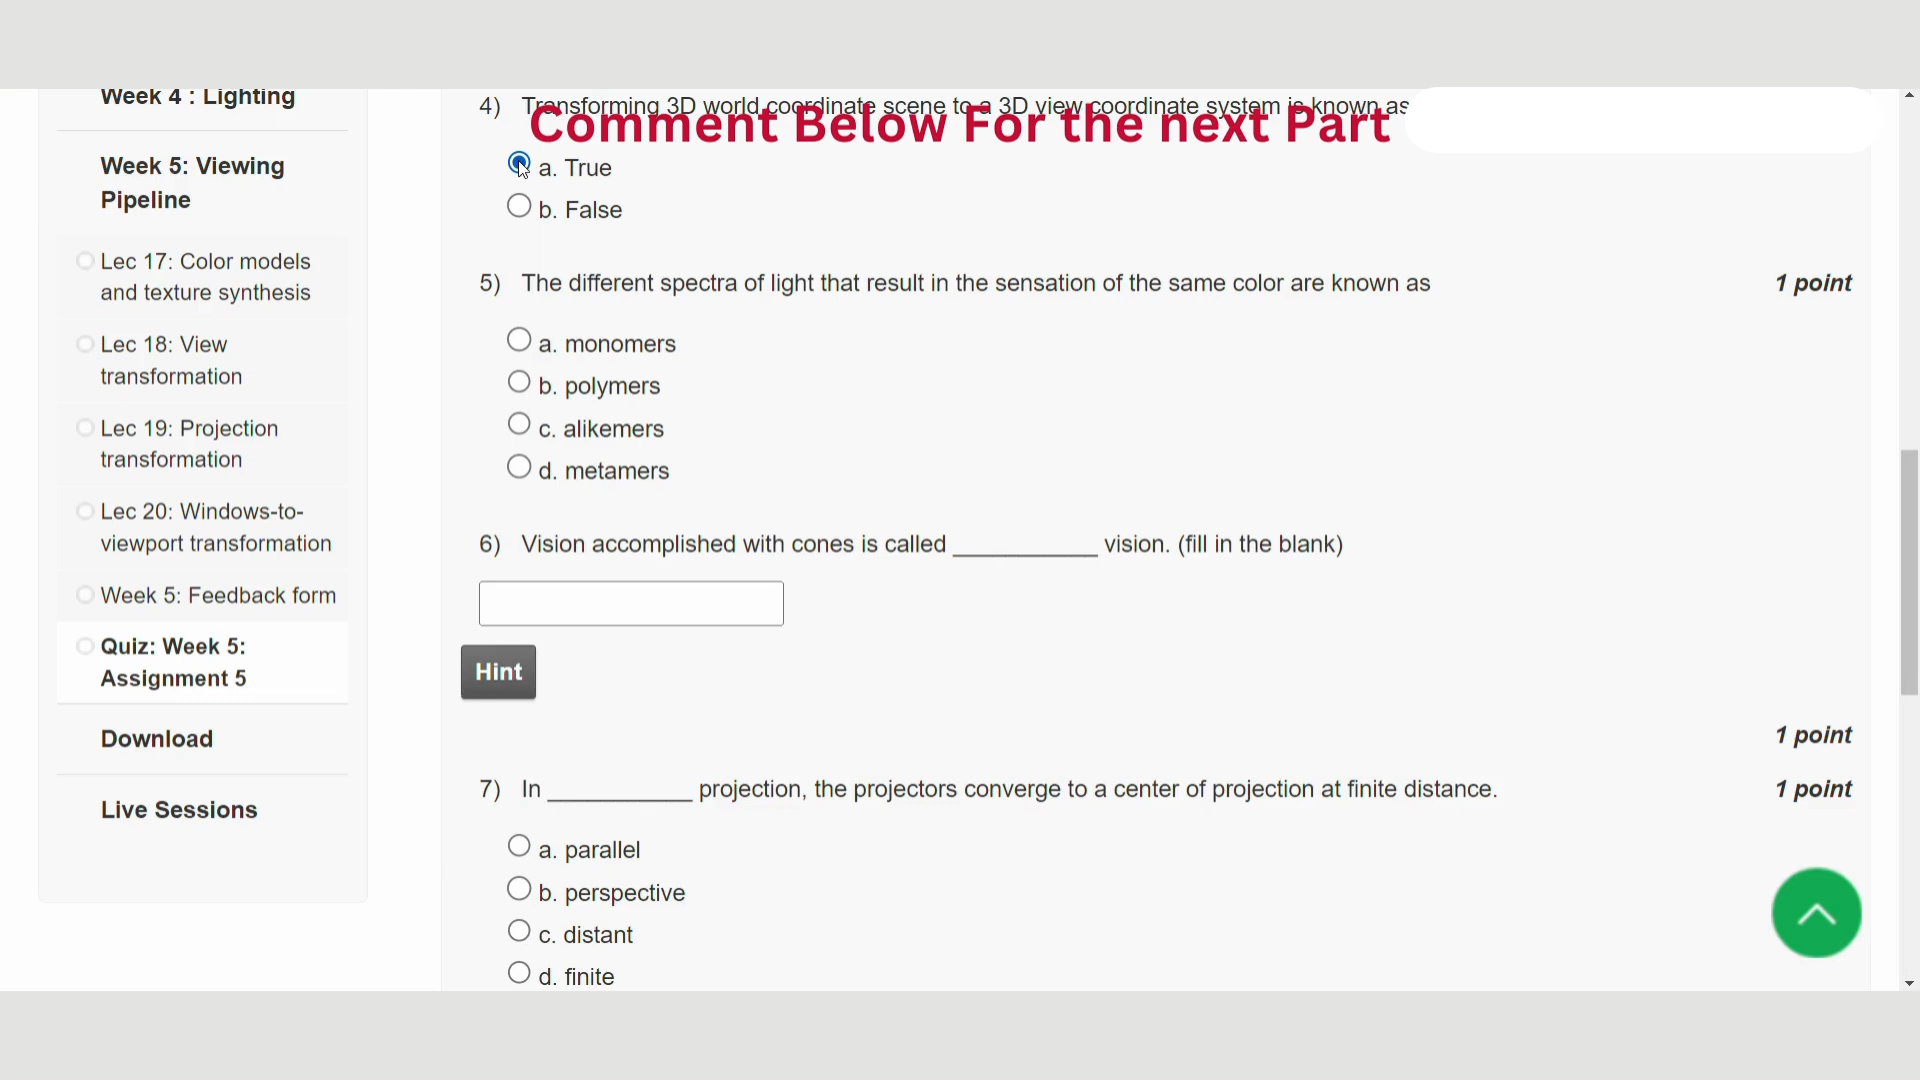 Week 4 : Lighting
Week 5: Viewing
Pipeline
Lec 17: Color models
and texture synthesis
Lec 18: View
transformation
Lec 19: Projection
transformation
Lec 20: Windows-to-
viewport transformation
Week 5: Feedback form
Quiz: Week 5:
Assignment 5
Download
Live Sessions
4) Transforming 3D world coordinate scene to a 3D view coordinate system is known as
Comment Below For the next Part
a. True
b. False
5) The different spectra of light that result in the sensation of the same color are known as 1 point
a. monomers
b. polymers
c. alikemers
d. metamers
6) Vision accomplished with cones is called ___________ vision. (fill in the blank)
Hint
1 point
7) In ___________ projection, the projectors converge to a center of projection at finite distance. 1 point
a. parallel
b. perspective
c. distant
d. finite